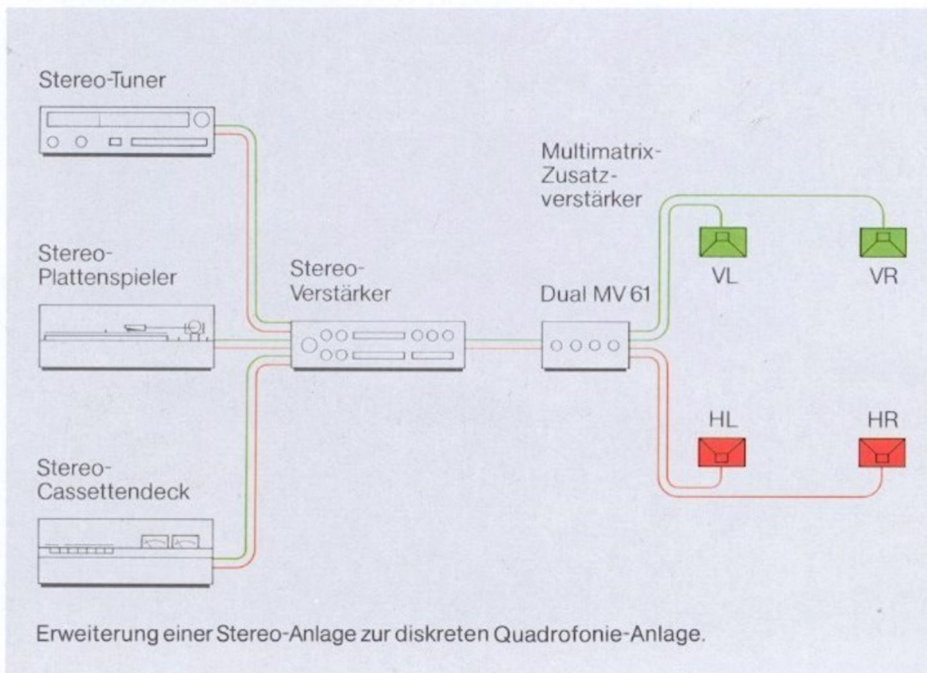 Stereo-Tuner
Stereo-
Plattenspieler
Stereo-
Cassettendeck
Stereo-
Verstärker
Multimatrix-
Zusatz-
verstärker
Dual MV 61
VL
VR
HL
HR
Erweiterung einer Stereo-Anlage zur diskreten Quadrofonie-Anlage.